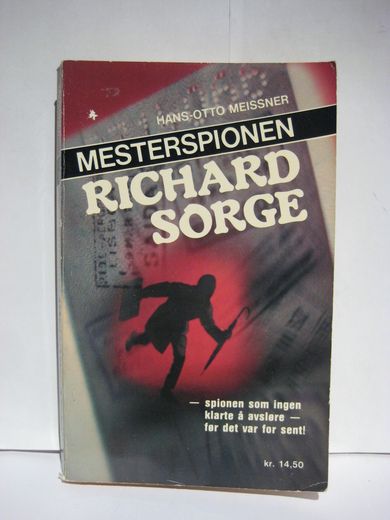 HANS-OTTO MEISSNER
MESTERSPIONEN
RICHARD
SORGE
— spionen som ingen
klarte å avsløre —
før det var for sent!
kr. 14,50